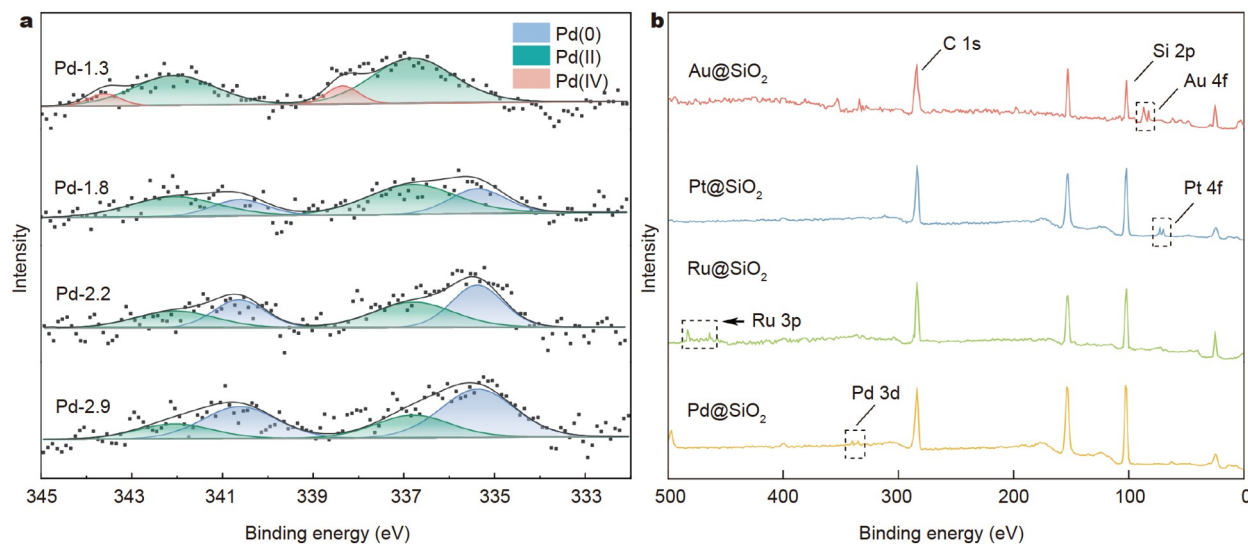 a
Pd(0)
Pd(II)
Pd(IV)
Pd-1.3
Pd-1.8
Pd-2.2
Pd-2.9
Intensity
345 343 341 339 337 335 333
Binding energy (eV)
b
C 1s
Si 2p
Au@SiO₂
Au 4f
Pt@SiO₂
Pt 4f
Ru@SiO₂
Ru 3p
Pd 3d
Pd@SiO₂
Intensity
500 400 300 200 100 0
Binding energy (eV)